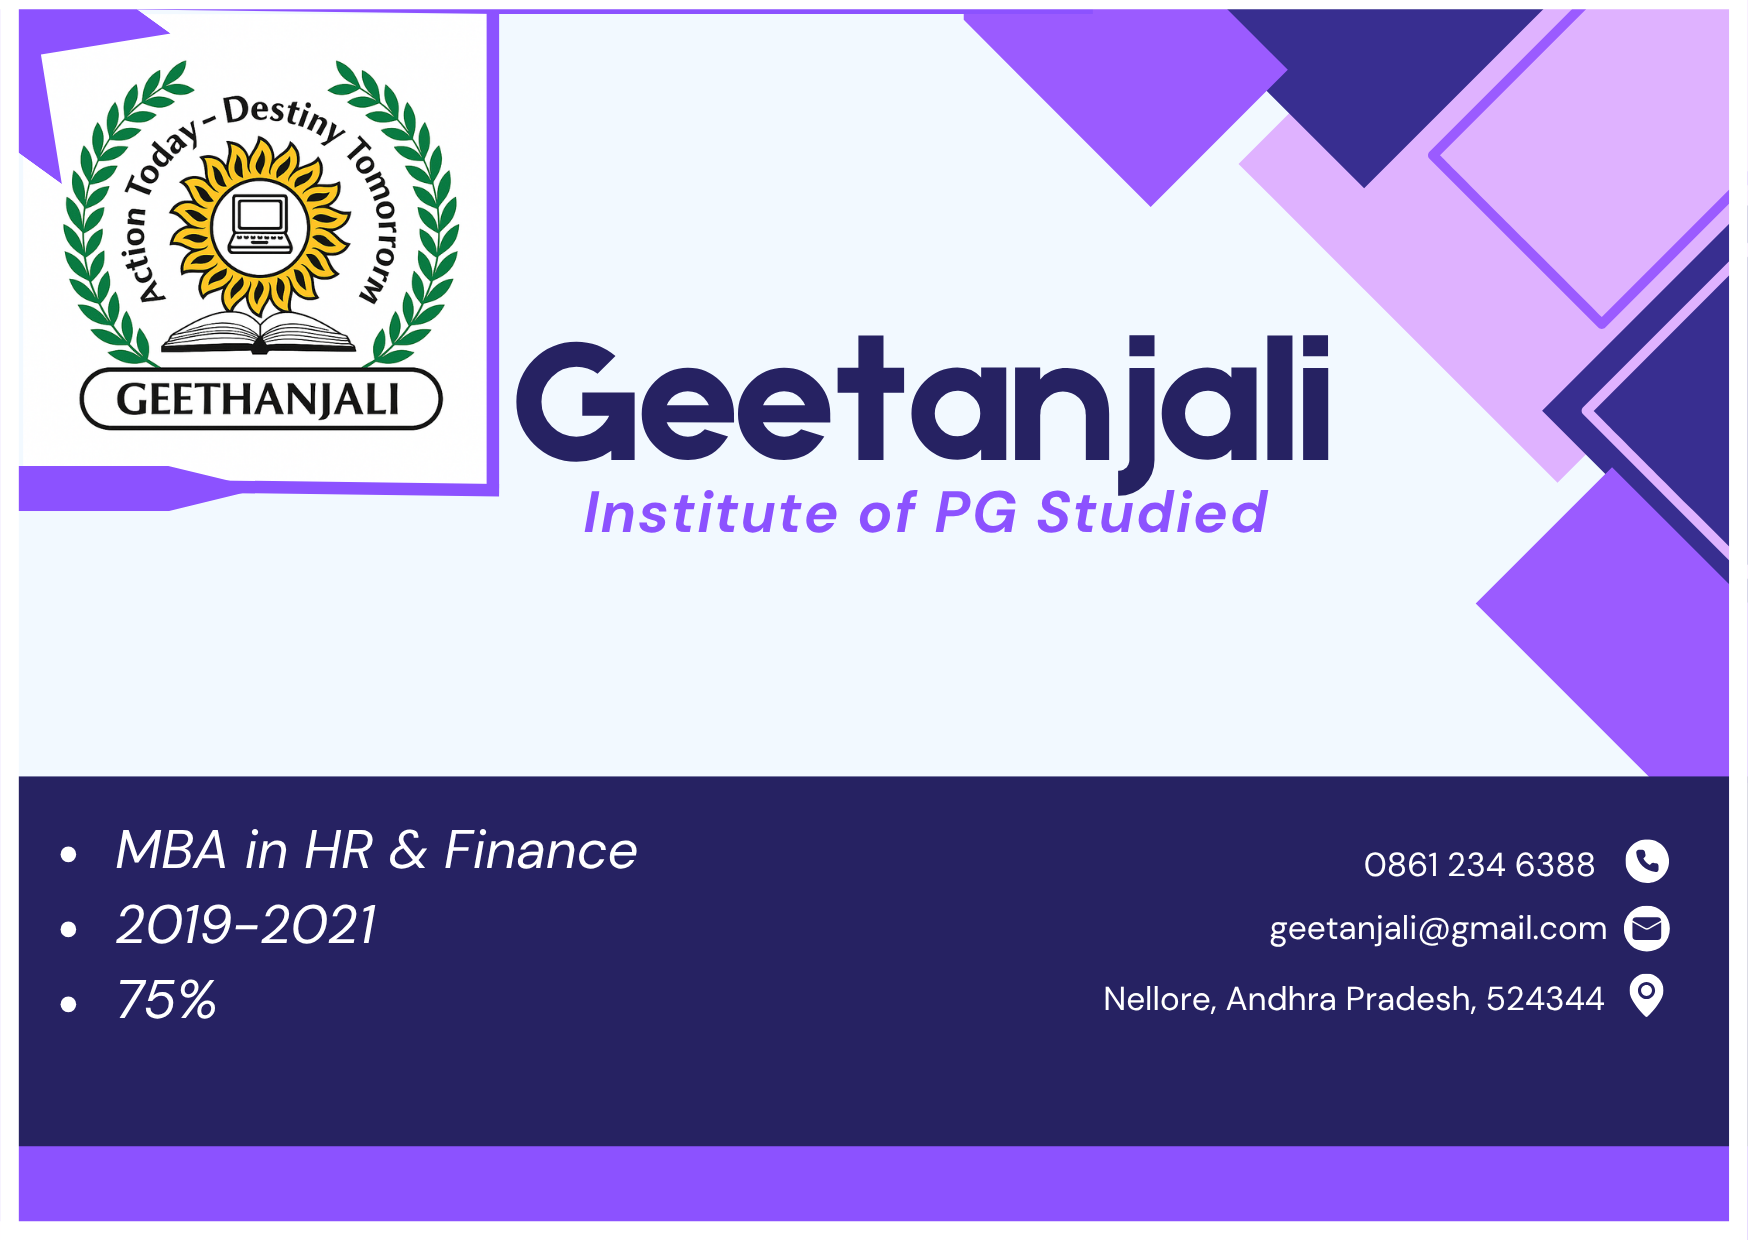 Action Today - Destiny Tomorrorw
GEETHANJALI
Geetanjali
Institute of PG Studied
• MBA in HR & Finance
• 2019-2021
• 75%
0861 234 6388
geetanjali@gmail.com
Nellore, Andhra Pradesh, 524344